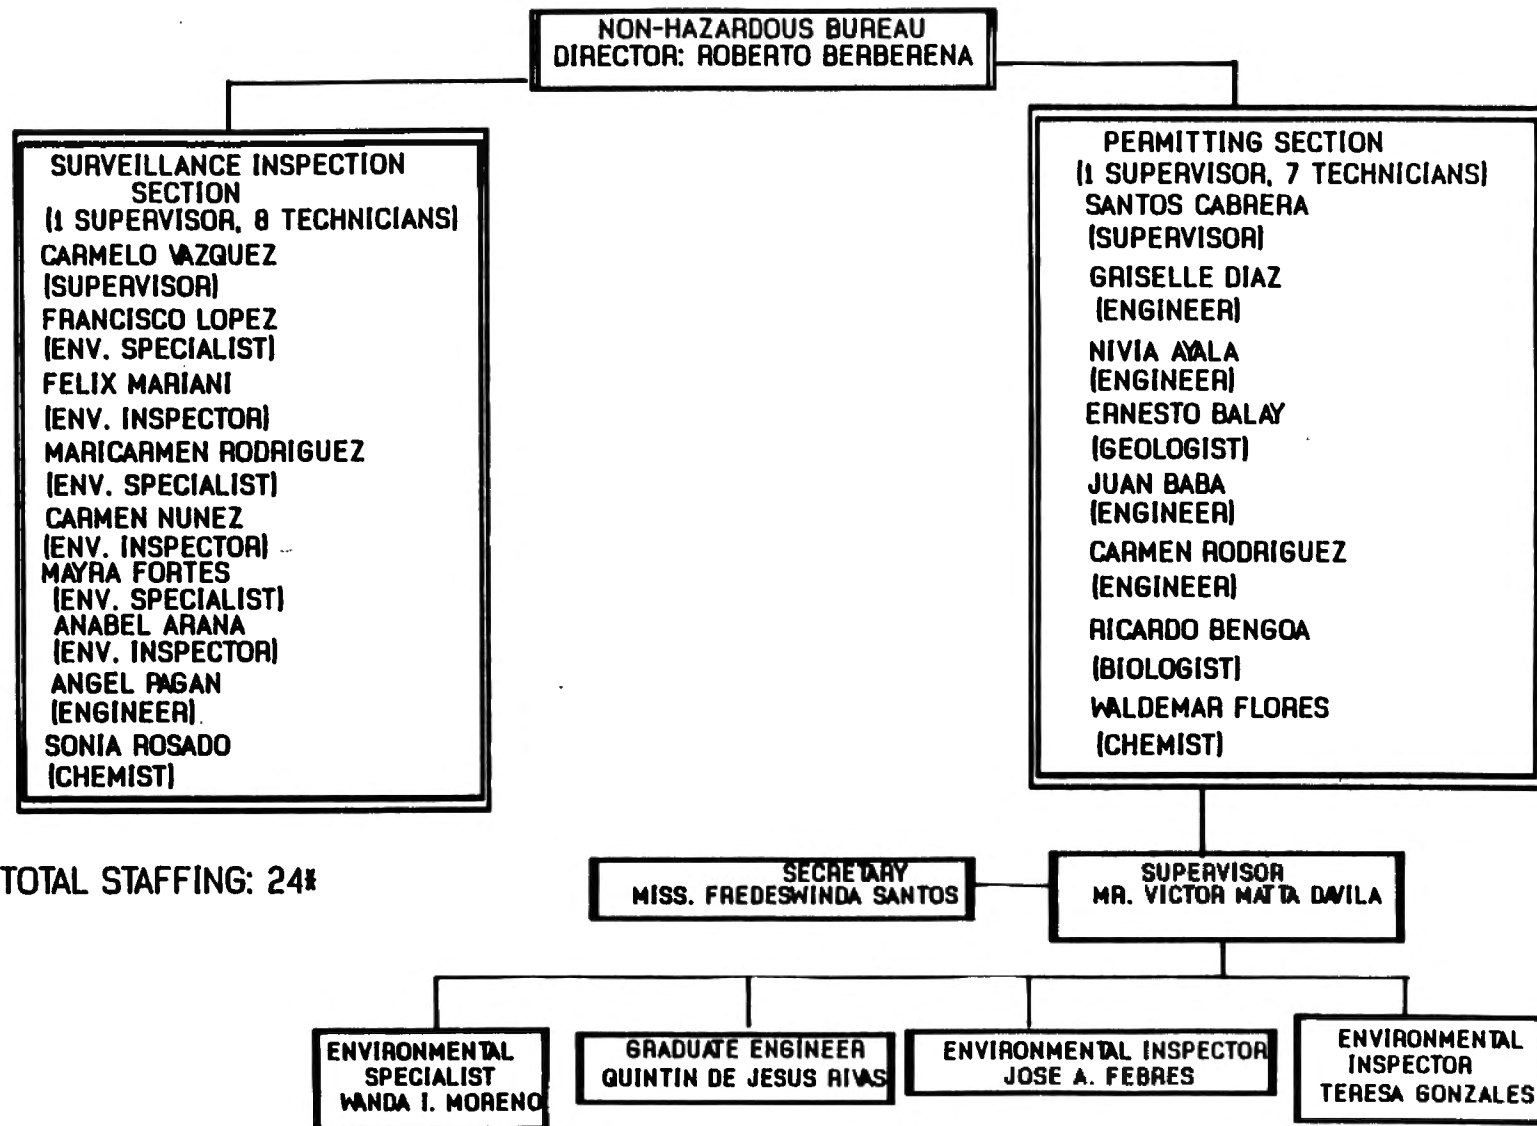 NON-HAZARDOUS BUREAU
DIRECTOR: ROBERTO BERBERENA
SURVEILLANCE INSPECTION
SECTION
(1 SUPERVISOR, 8 TECHNICIANS)
CARMELO VAZQUEZ
(SUPERVISOR)
FRANCISCO LOPEZ
(ENV. SPECIALIST)
FELIX MARIANI
(ENV. INSPECTOR)
MARICARMEN RODRIGUEZ
(ENV. SPECIALIST)
CARMEN NUNEZ
(ENV. INSPECTOR)
MAYRA FORTES
(ENV. SPECIALIST)
ANABEL ARANA
(ENV. INSPECTOR)
ANGEL PAGAN
(ENGINEER)
SONIA ROSADO
(CHEMIST)
PERMITTING SECTION
(1 SUPERVISOR, 7 TECHNICIANS)
SANTOS CABRERA
(SUPERVISOR)
GRISELLE DIAZ
(ENGINEER)
NIVIA AYALA
(ENGINEER)
ERNESTO BALAY
(GEOLOGIST)
JUAN BABA
(ENGINEER)
CARMEN RODRIGUEZ
(ENGINEER)
RICARDO BENGOA
(BIOLOGIST)
WALDEMAR FLORES
(CHEMIST)
TOTAL STAFFING: 24*
SECRETARY
MISS. FREDESWINDA SANTOS
SUPERVISOR
MR. VICTOR MATTA DAVILA
ENVIRONMENTAL
SPECIALIST
WANDA I. MORENO
GRADUATE ENGINEER
QUINTIN DE JESUS RIVAS
ENVIRONMENTAL INSPECTOR
JOSE A. FEBRES
ENVIRONMENTAL
INSPECTOR
TERESA GONZALES